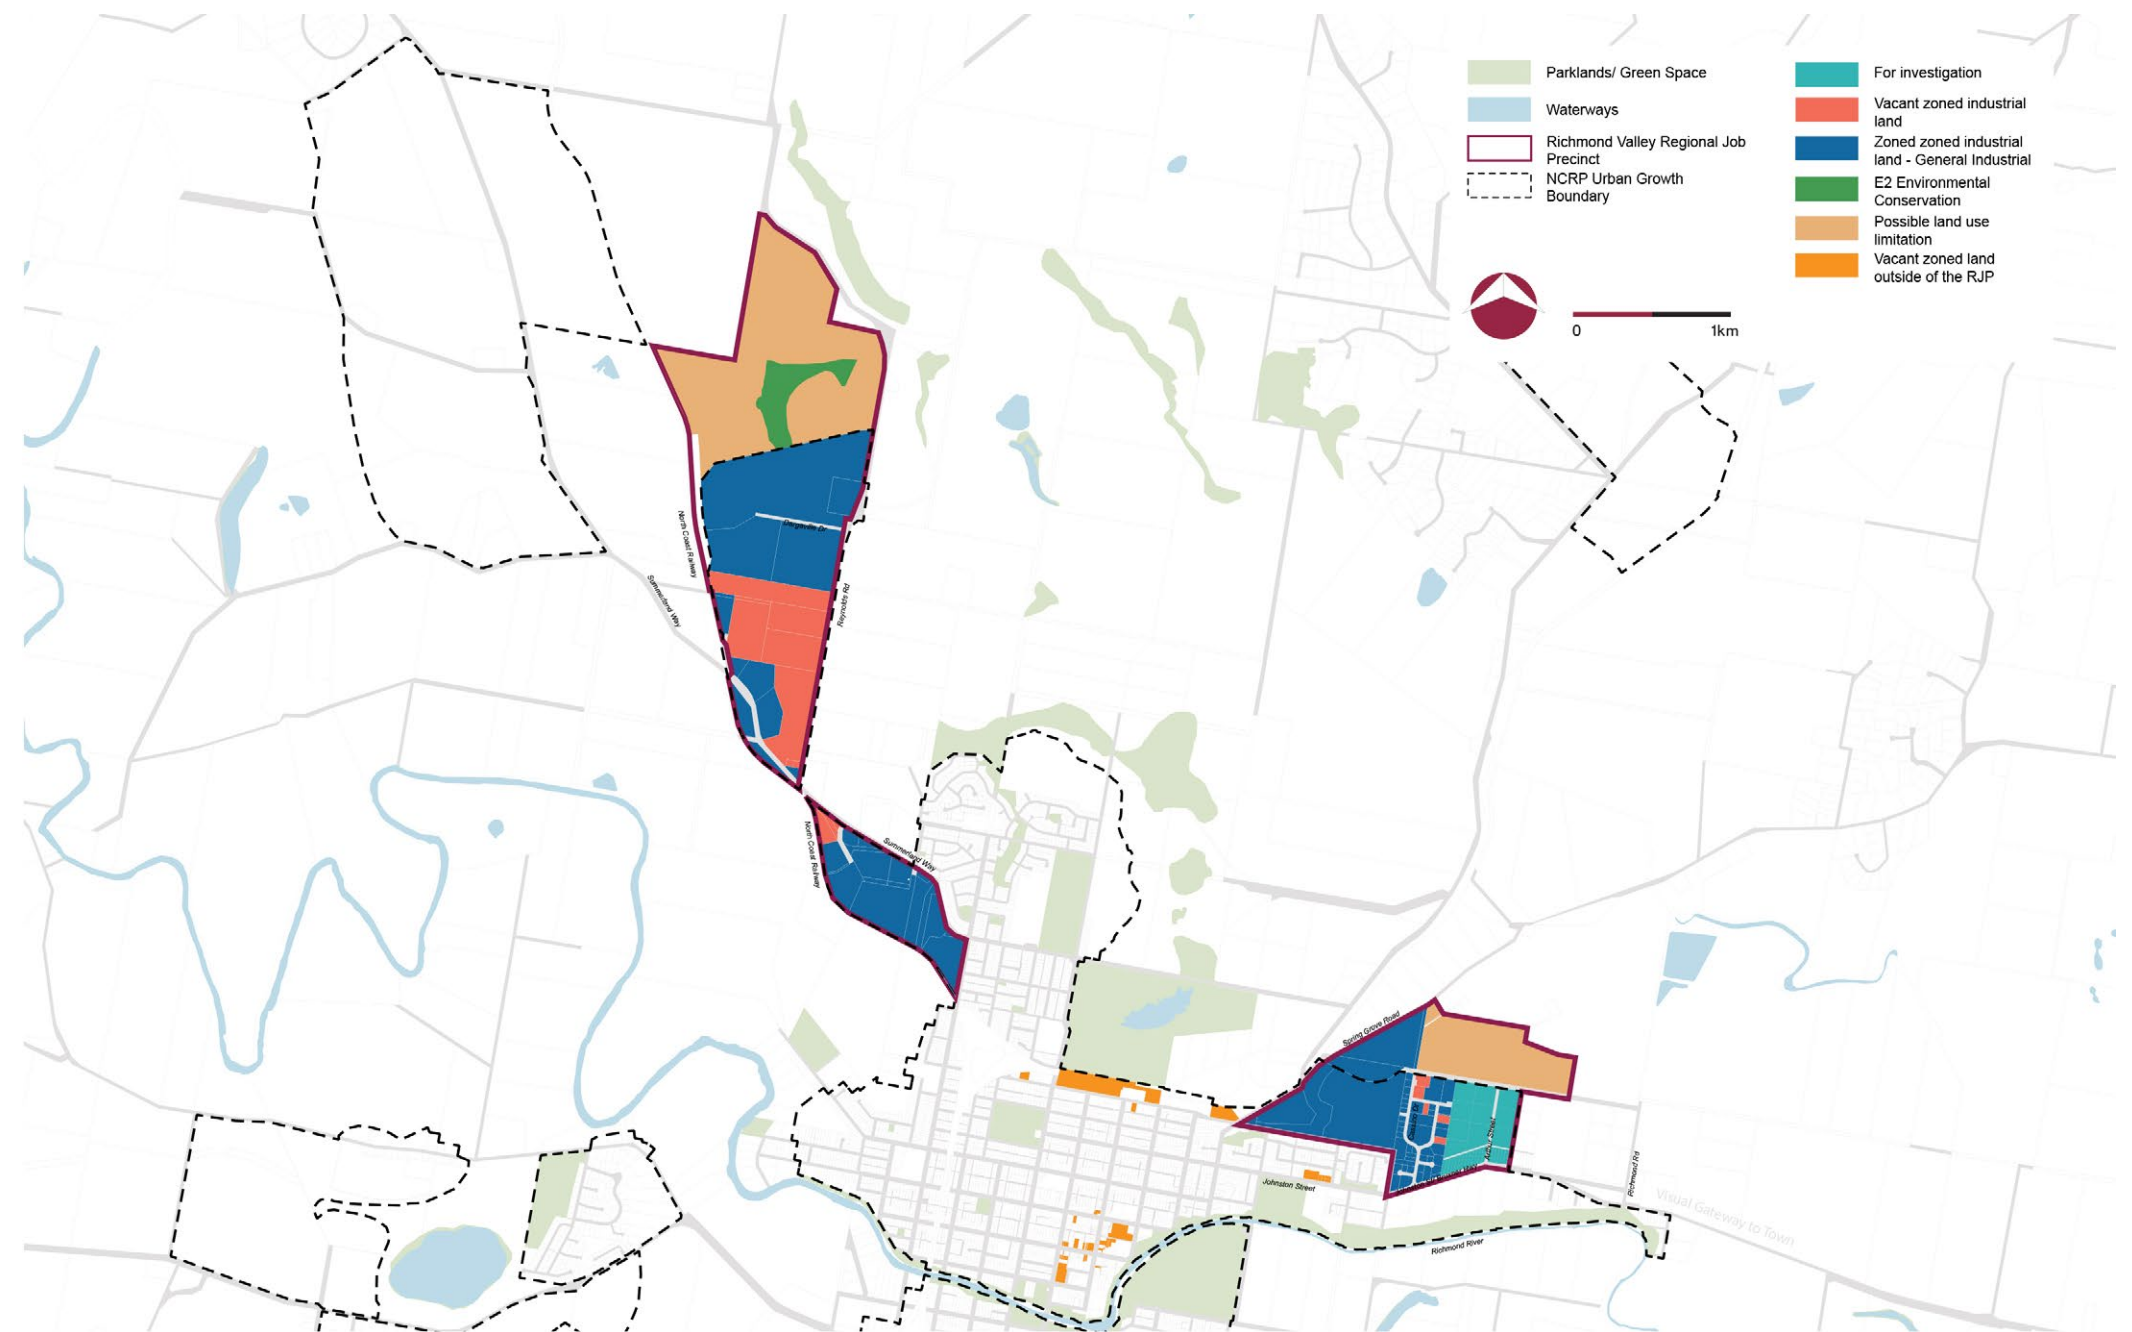 Parklands/ Green Space
Waterways
Richmond Valley Regional Job
Precinct
NCRP Urban Growth
Boundary
For investigation
Vacant zoned industrial
land
Zoned zoned industrial
land - General Industrial
E2 Environmental
Conservation
Possible land use
limitation
Vacant zoned land
outside of the RJP
0
1km
North Coast Railway
Dargaville Dr
Summerland Way
Reynolds Rd
North Coast Railway
Summerland Way
Spring Grove Road
Johnston Street
Richmond Rd
Visual Gateway to Town
Richmond River